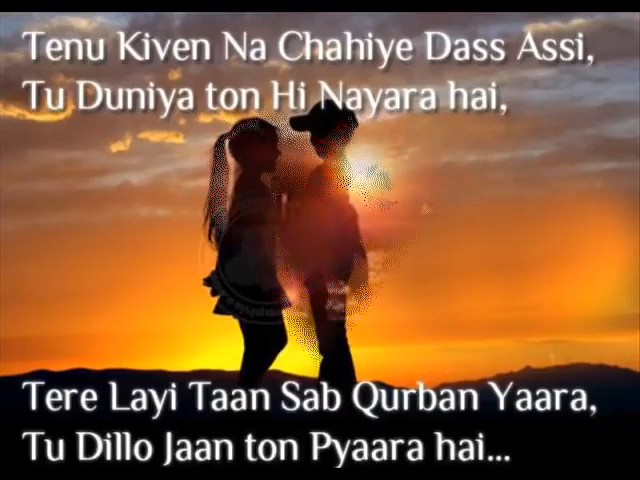 Tenu Kiven Na Chahiye Dass Assi,
Tu Duniya ton Hi Nayara hai,
Tere Layi Taan Sab Qurban Yaara,
Tu Dillo Jaan ton Pyaara hai...